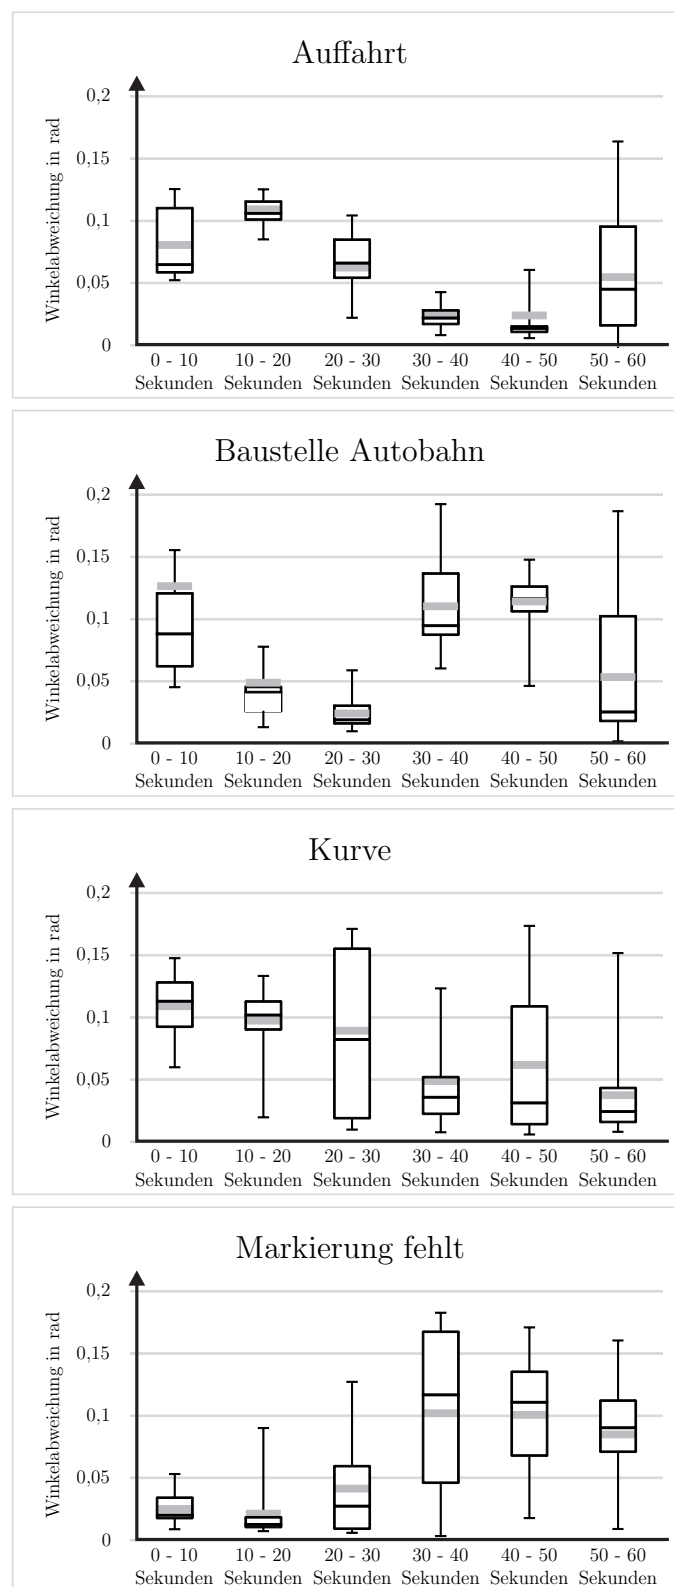 Auffahrt
Winkelabweichung in rad
0,2
0,15
0,1
0,05
0
0 - 10 10 - 20 20 - 30 30 - 40 40 - 50 50 - 60
Sekunden Sekunden Sekunden Sekunden Sekunden Sekunden
Baustelle Autobahn
Winkelabweichung in rad
0,2
0,15
0,1
0,05
0
0 - 10 10 - 20 20 - 30 30 - 40 40 - 50 50 - 60
Sekunden Sekunden Sekunden Sekunden Sekunden Sekunden
Kurve
Winkelabweichung in rad
0,2
0,15
0,1
0,05
0
0 - 10 10 - 20 20 - 30 30 - 40 40 - 50 50 - 60
Sekunden Sekunden Sekunden Sekunden Sekunden Sekunden
Markierung fehlt
Winkelabweichung in rad
0,2
0,15
0,1
0,05
0
0 - 10 10 - 20 20 - 30 30 - 40 40 - 50 50 - 60
Sekunden Sekunden Sekunden Sekunden Sekunden Sekunden